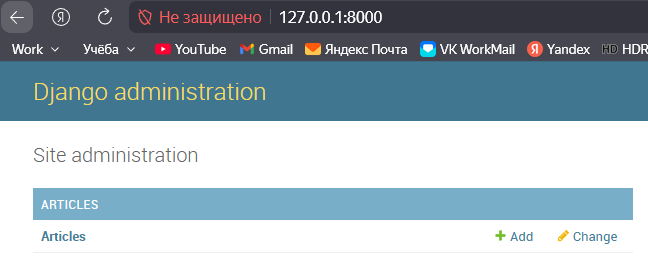 Я Не защищено 127.0.0.1:8000
Work Учёба YouTube Gmail Яндекс Почта VK WorkMail Я Yandex HD HDR
Django administration
Site administration
ARTICLES
Articles Add Change